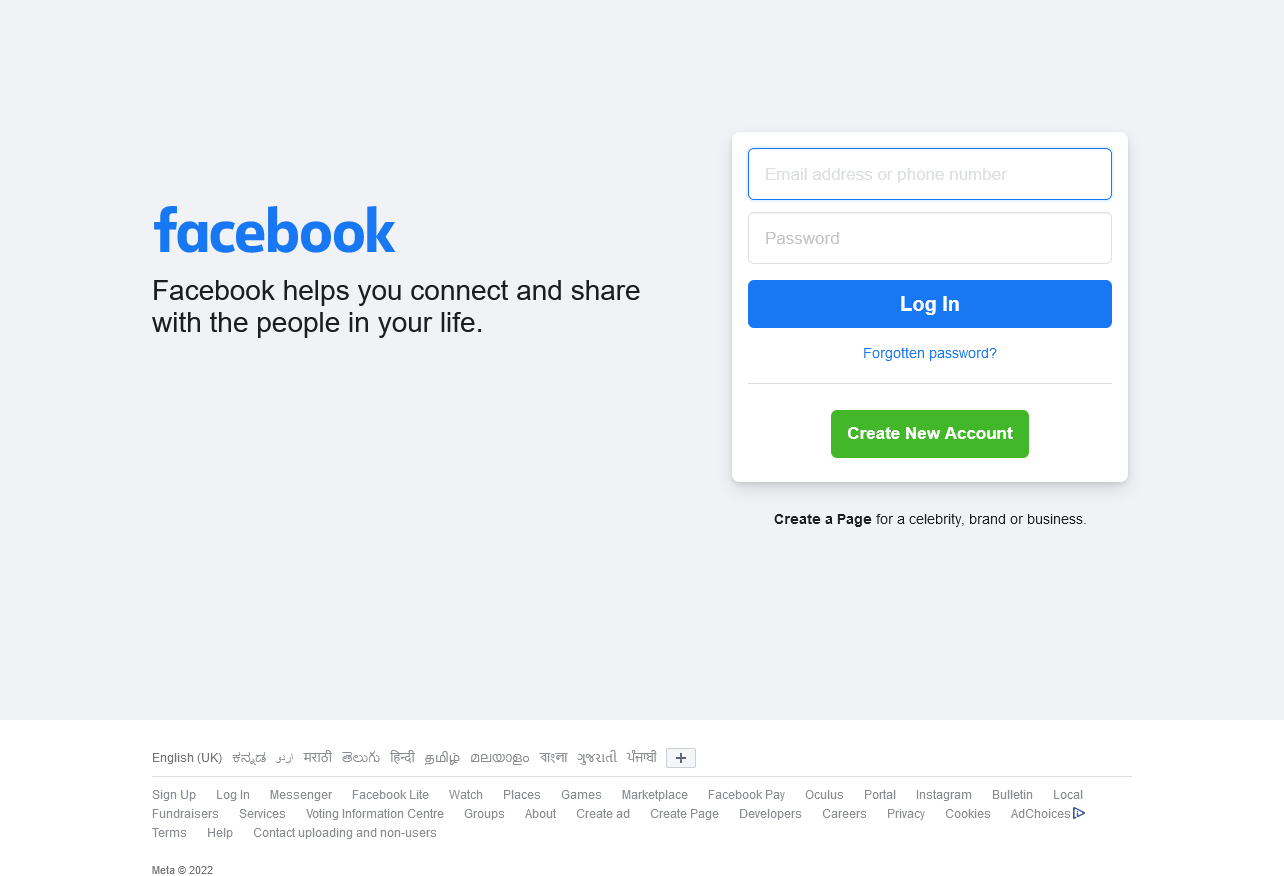 facebook
Facebook helps you connect and share
with the people in your life.
Email address or phone number
Password
Log In
Forgotten password?
Create New Account
Create a Page for a celebrity, brand or business.
English (UK) ಕನ್ನಡ اردو मराठी తెలుగు हिन्दी தமிழ் മലയാളം বাংলা ગુજરાતી ਪੰਜਾਬੀ
Sign Up Log In Messenger Facebook Lite Watch Places Games Marketplace Facebook Pay Oculus Portal Instagram Bulletin Local
Fundraisers Services Voting Information Centre Groups About Create ad Create Page Developers Careers Privacy Cookies AdChoices
Terms Help Contact uploading and non-users
Meta © 2022